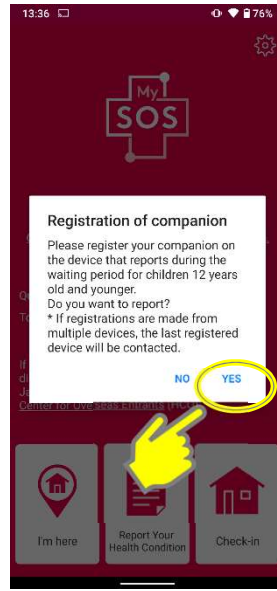 13:36
76%
My
SOS
Registration of companion
Please register your companion on
the device that reports during the
waiting period for children 12 years
old and younger.
Do you want to report?
* If registrations are made from
multiple devices, the last registered
device will be contacted.
NO YES
Center for Overseas Entrants (HCO
I'm here
Report Your
Health Condition
Check-in